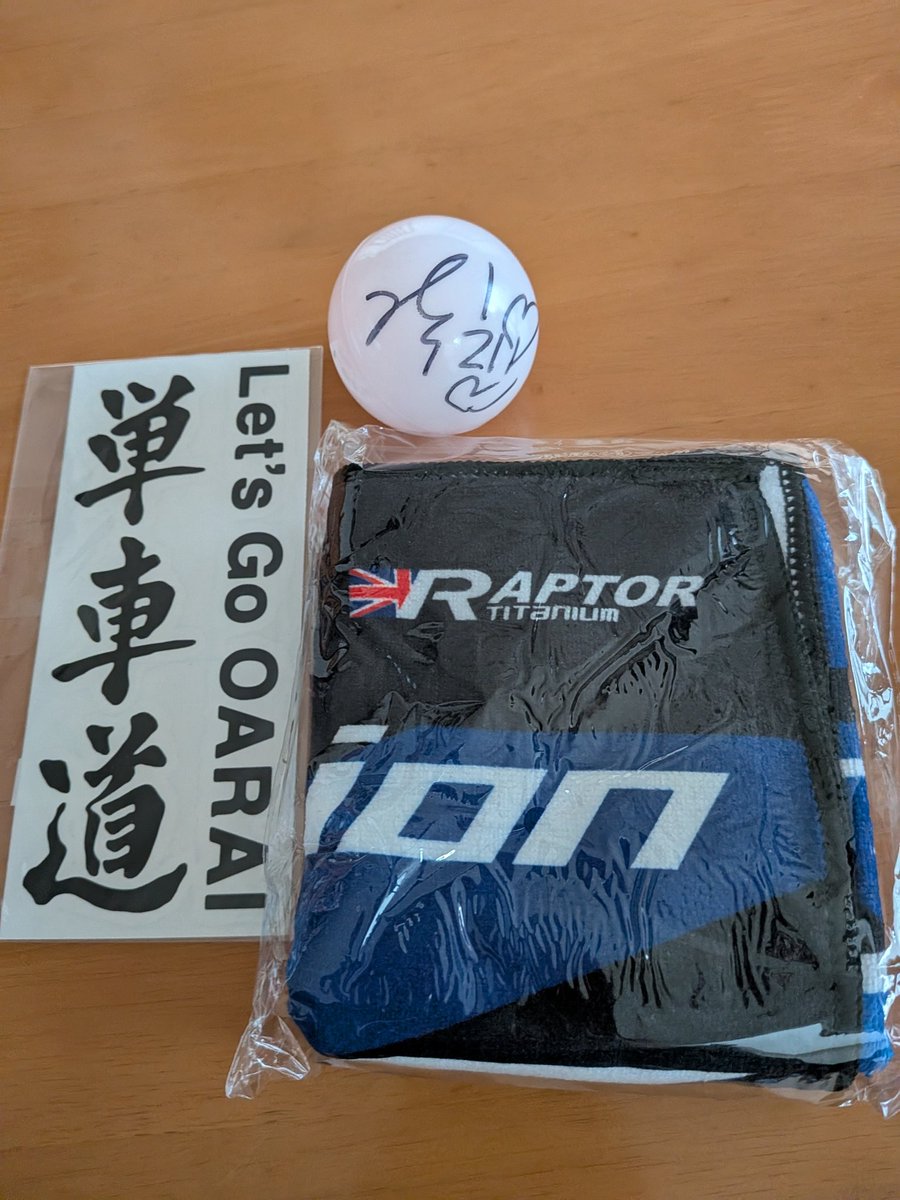 単車道
Let's Go OARAI
RAPTOR
TITANIUM
ion